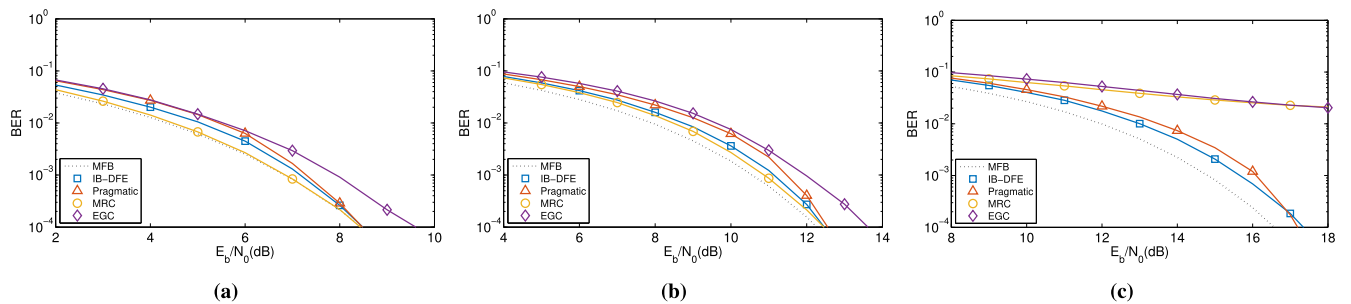 BER
10^0
10^-1
10^-2
10^-3
10^-4
MFB
IB-DFE
Pragmatic
MRC
EGC
2 4 6 8 10
E_b/N_0(dB)
(a)
BER
10^0
10^-1
10^-2
10^-3
10^-4
MFB
IB-DFE
Pragmatic
MRC
EGC
4 6 8 10 12 14
E_b/N_0(dB)
(b)
BER
10^0
10^-1
10^-2
10^-3
10^-4
MFB
IB-DFE
Pragmatic
MRC
EGC
8 10 12 14 16 18
E_b/N_0(dB)
(c)